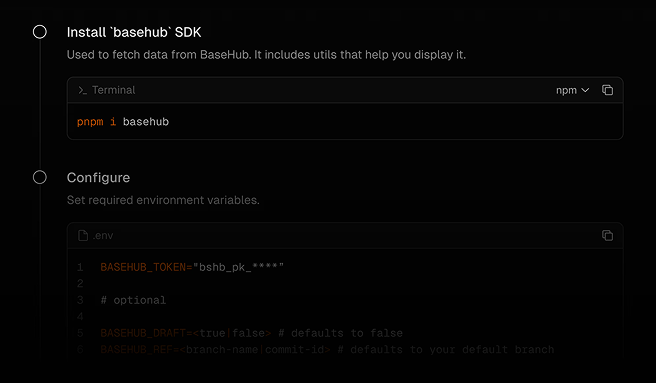 Install `basehub` SDK
Used to fetch data from BaseHub. It includes utils that help you display it.
Terminal
npm
pnpm i basehub
Configure
Set required environment variables.
.env
1 BASEHUB_TOKEN="bshb_pk_****"
2
3 # optional
4
5 BASEHUB_DRAFT=<true|false> # defaults to false
6 BASEHUB_REF=<branch-name|commit-id> # defaults to your default branch